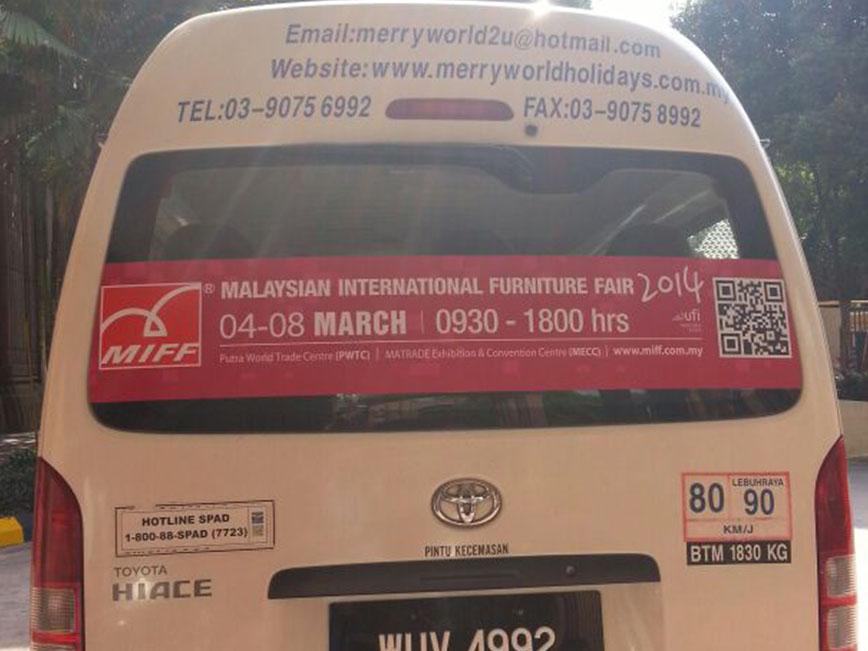 Email:merryworld2u@hotmail.com
Website:www.merryworldholidays.com.my
TEL:03-9075 6992
FAX:03-9075 8992
MIFF®
MALAYSIAN INTERNATIONAL FURNITURE FAIR 2014
04-08 MARCH | 0930 - 1800 hrs
ufi
Putra World Trade Centre (PWTC) | MATRADE Exhibition & Convention Centre (MECC) | www.miff.com.my
HOTLINE SPAD
1-800-88-SPAD (7723)
80
LEBUHRAYA
90
KM/J
BTM 1830 KG
PINTU KECEMASAN
TOYOTA
HIACE
WUV 4992